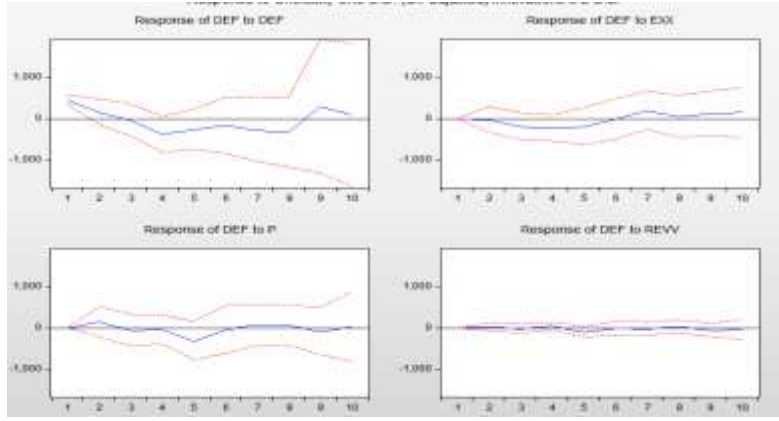 Response of DEF to DEF
Response of DEF to EXX
1,000
0
-1,000
1 2 3 4 5 6 7 8 9 10
1,000
0
-1,000
1 2 3 4 5 6 7 8 9 10
Response of DEF to P
Response of DEF to REVV
1,000
0
-1,000
1 2 3 4 5 6 7 8 9 10
1,000
0
-1,000
1 2 3 4 5 6 7 8 9 10